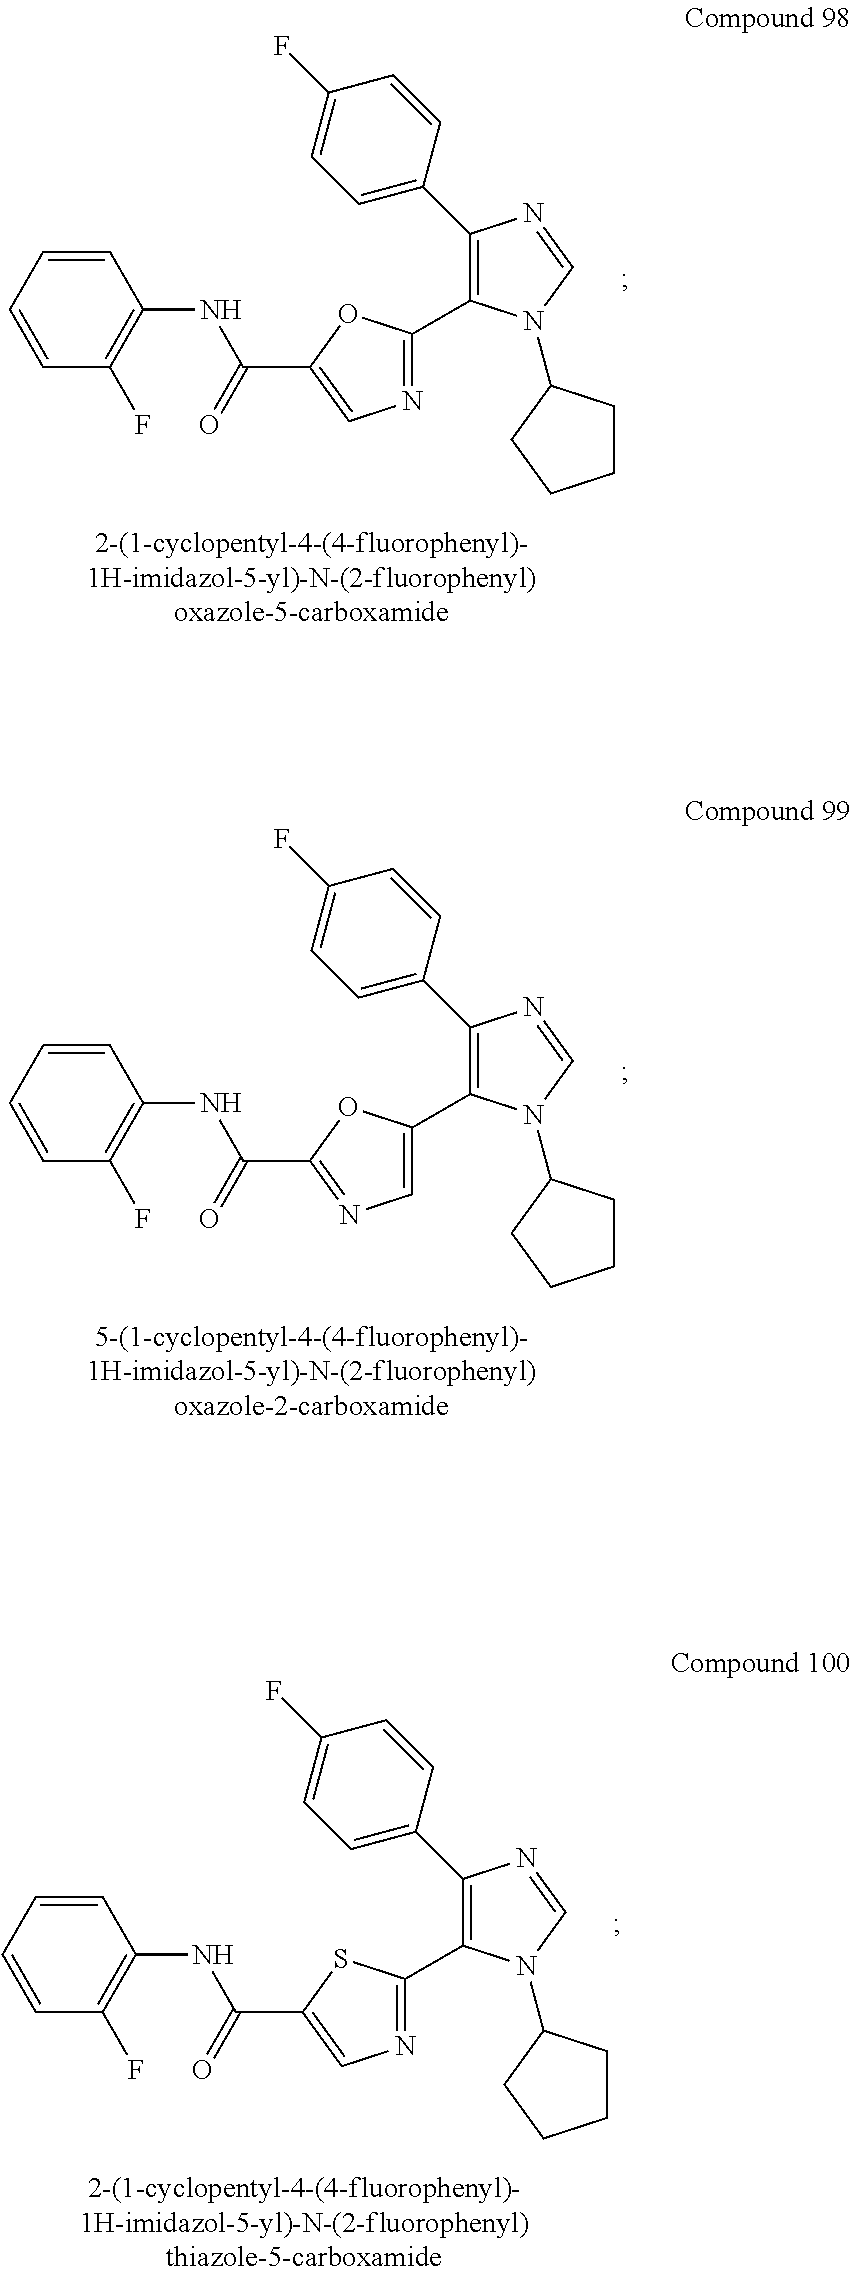 Compound 98
F
N
;
NH
O
N
N
F
O
2-(1-cyclopentyl-4-(4-fluorophenyl)-
1H-imidazol-5-yl)-N-(2-fluorophenyl)
oxazole-5-carboxamide
Compound 99
F
N
;
NH
O
N
F
O
N
5-(1-cyclopentyl-4-(4-fluorophenyl)-
1H-imidazol-5-yl)-N-(2-fluorophenyl)
oxazole-2-carboxamide
Compound 100
F
N
;
NH
S
N
N
F
O
2-(1-cyclopentyl-4-(4-fluorophenyl)-
1H-imidazol-5-yl)-N-(2-fluorophenyl)
thiazole-5-carboxamide